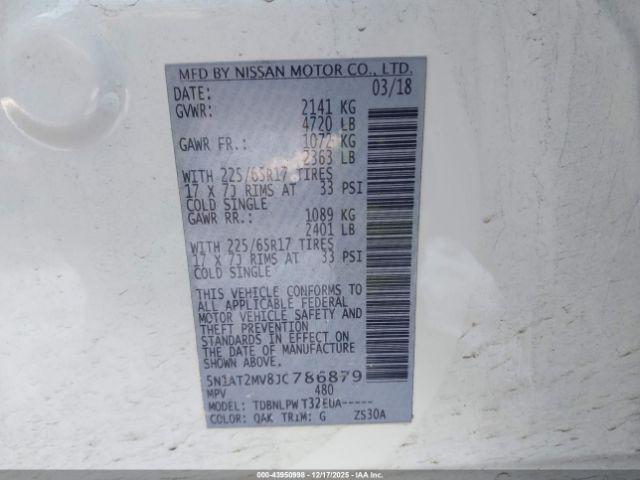 MFD BY NISSAN MOTOR CO., LTD.
DATE: 03/18
GVWR: 2141 KG
4720 LB
GAWR FR.: 1072 KG
2363 LB
WITH 225/65R17 TIRES
17 X 7J RIMS AT 33 PSI
COLD SINGLE
GAWR RR.: 1089 KG
2401 LB
WITH 225/65R17 TIRES
17 X 7J RIMS AT 33 PSI
COLD SINGLE
THIS VEHICLE CONFORMS TO
ALL APPLICABLE FEDERAL
MOTOR VEHICLE SAFETY AND
THEFT PREVENTION
STANDARDS IN EFFECT ON
THE DATE OF MANUFACTURE
SHOWN ABOVE.
5N1AT2MV8JC786879
MPV 480
MODEL: TDBNLPW T32EUA-----
COLOR: QAK TRIM: G ZS30A
000-43950998 - 12/17/2025 - COPART